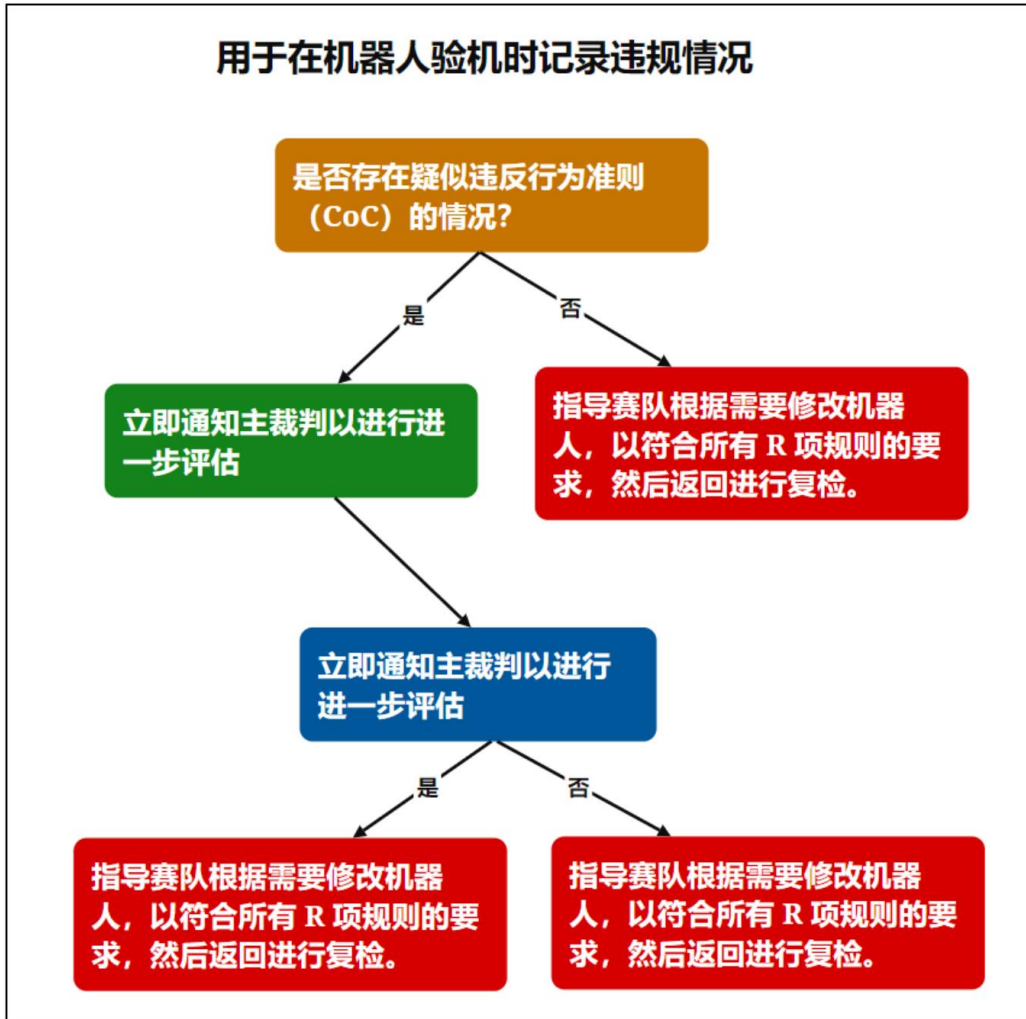 用于在机器人验机时记录违规情况
是否存在疑似违反行为准则
（CoC）的情况？
是
否
立即通知主裁判以进行进
一步评估
指导赛队根据需要修改机器
人，以符合所有 R 项规则的要
求，然后返回进行复检。
立即通知主裁判以进行
进一步评估
是
否
指导赛队根据需要修改机器
人，以符合所有 R 项规则的要
求，然后返回进行复检。
指导赛队根据需要修改机器
人，以符合所有 R 项规则的要
求，然后返回进行复检。